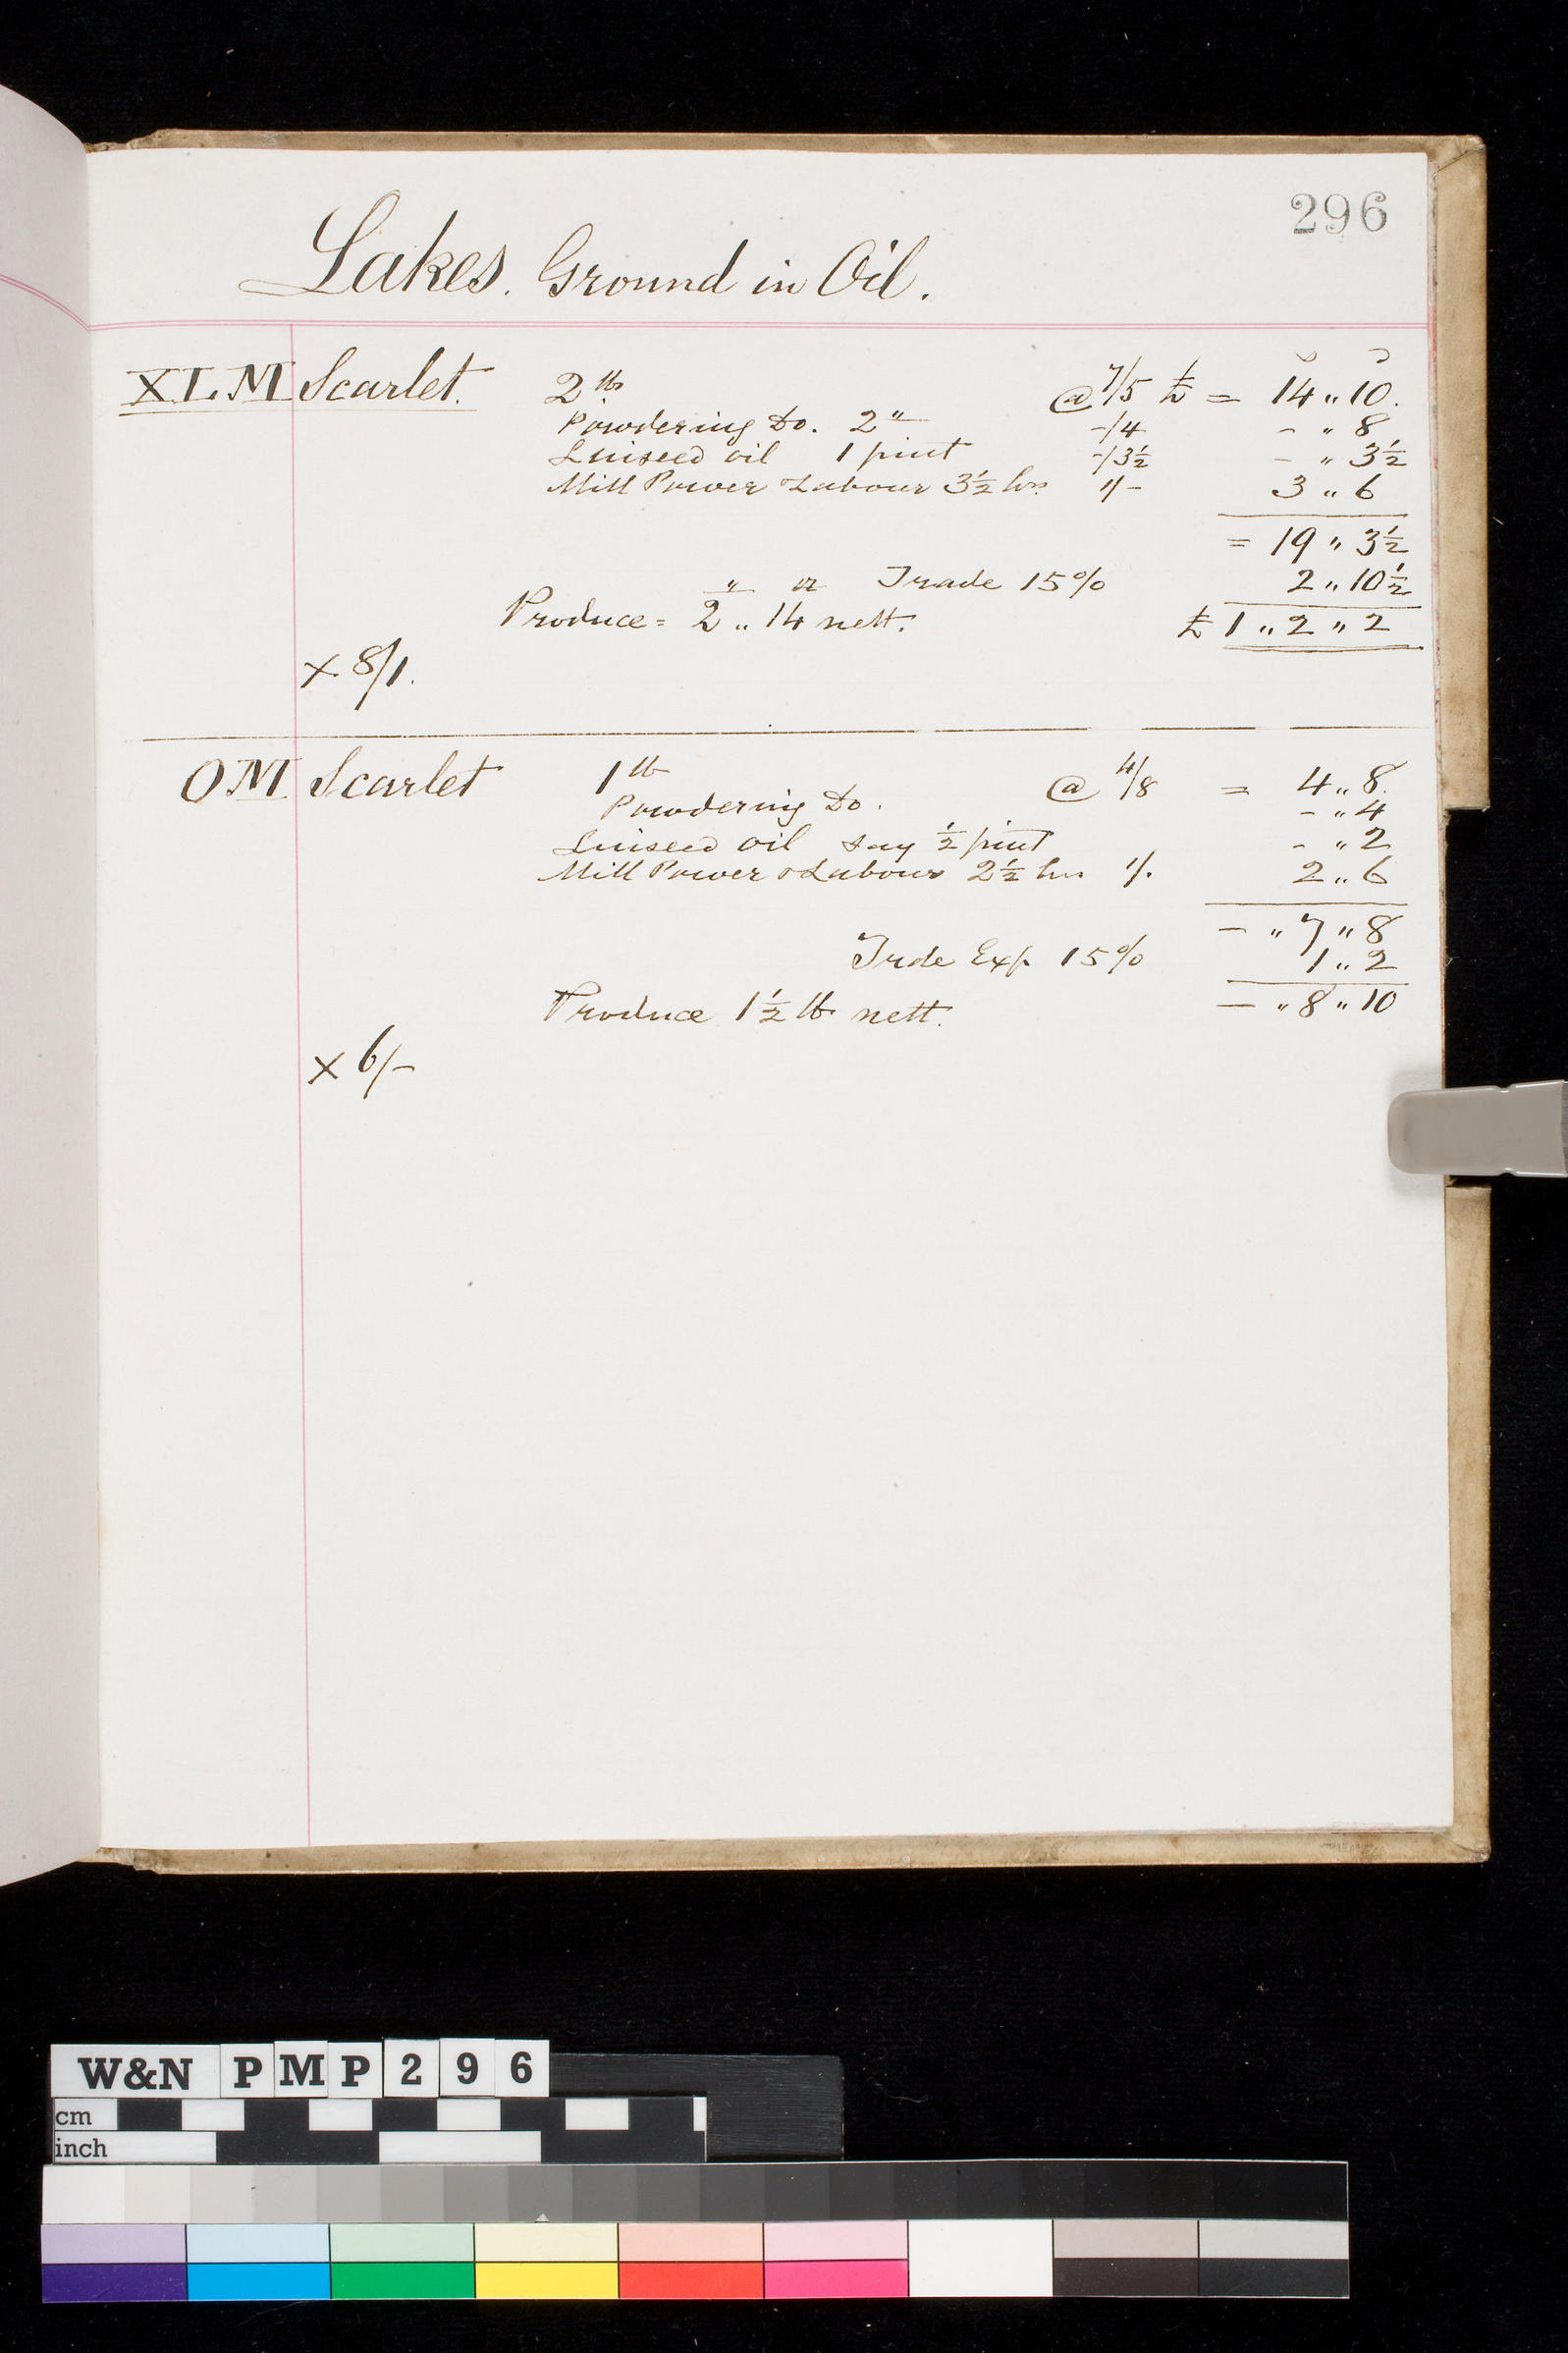 296
Lakes. Ground in Oil.
XLM Scarlet. 2 lbs @ 7/5 lb = 14 " 10.
Powdering Do. 2 " -/4 - " 8
Linseed oil 1 pint -/3½ - " 3½
Mill Power & Labour 3½ hrs 1/- 3 " 6
= 19 " 3½
Trade 15% 2 " 10½
" oz
Produce = 2 " 14 nett. £ 1 " 2 " 2
× 8/1.
OM Scarlet 1 lb @ 4/8 = 4 " 8.
Powdering Do. - " 4
Linseed oil say ½ pint - " 2
Mill Power & Labour 2½ hrs 1/- 2 " 6
- " 7 " 8
Trde Exp 15% 1 " 2
Produce 1½ lb nett. - " 8 " 10
× 6/-
W&N PMP296
cm
inch